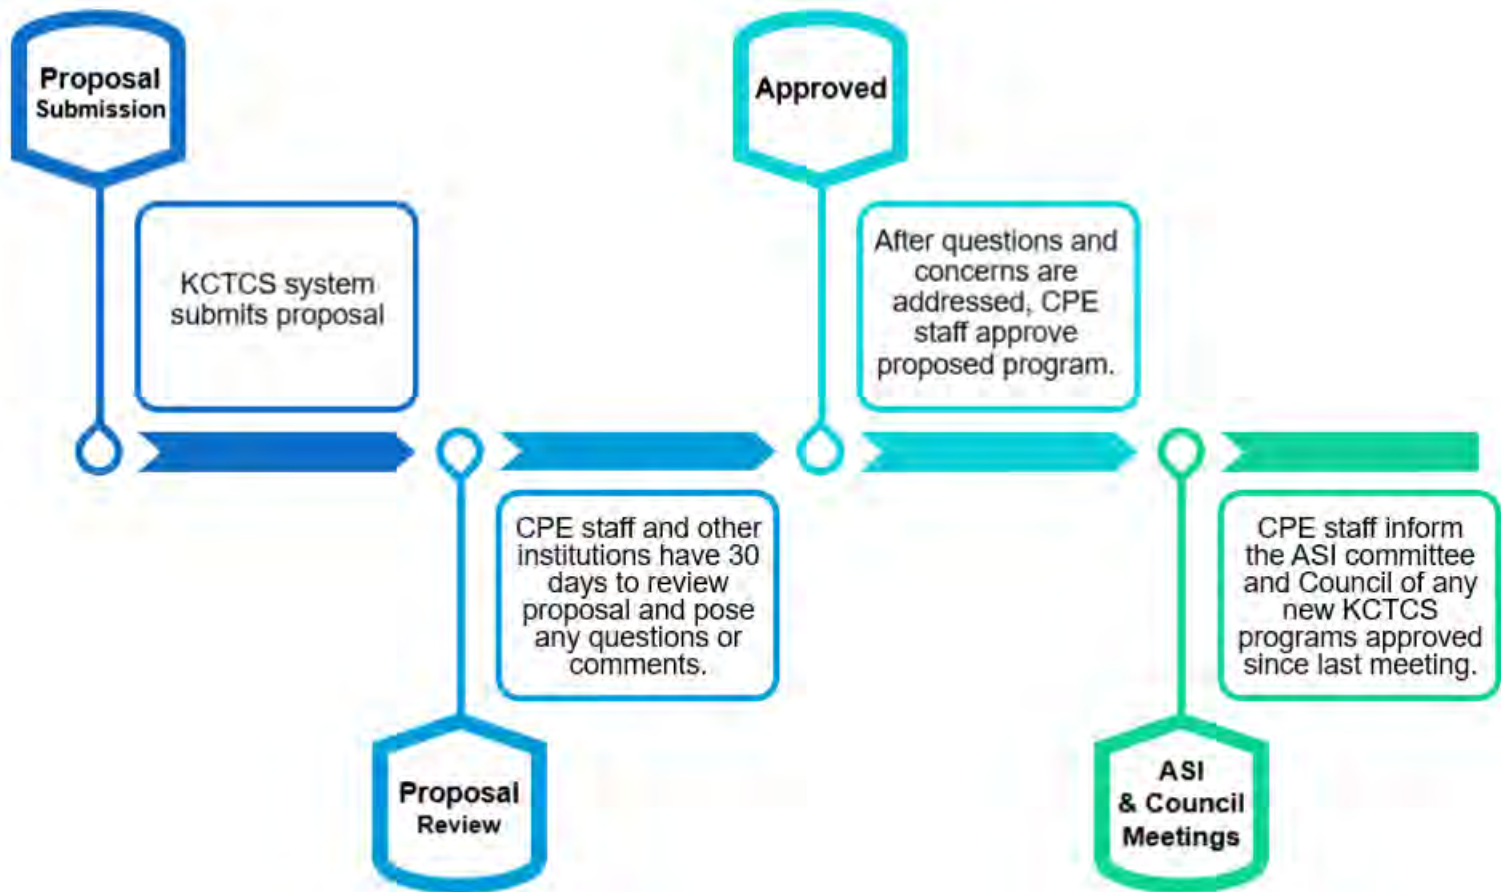 Proposal
Submission
KCTCS system
submits proposal
Proposal
Review
CPE staff and other
institutions have 30
days to review
proposal and pose
any questions or
comments.
Approved
After questions and
concerns are
addressed, CPE
staff approve
proposed program.
ASI
& Council
Meetings
CPE staff inform
the ASI committee
and Council of any
new KCTCS
programs approved
since last meeting.